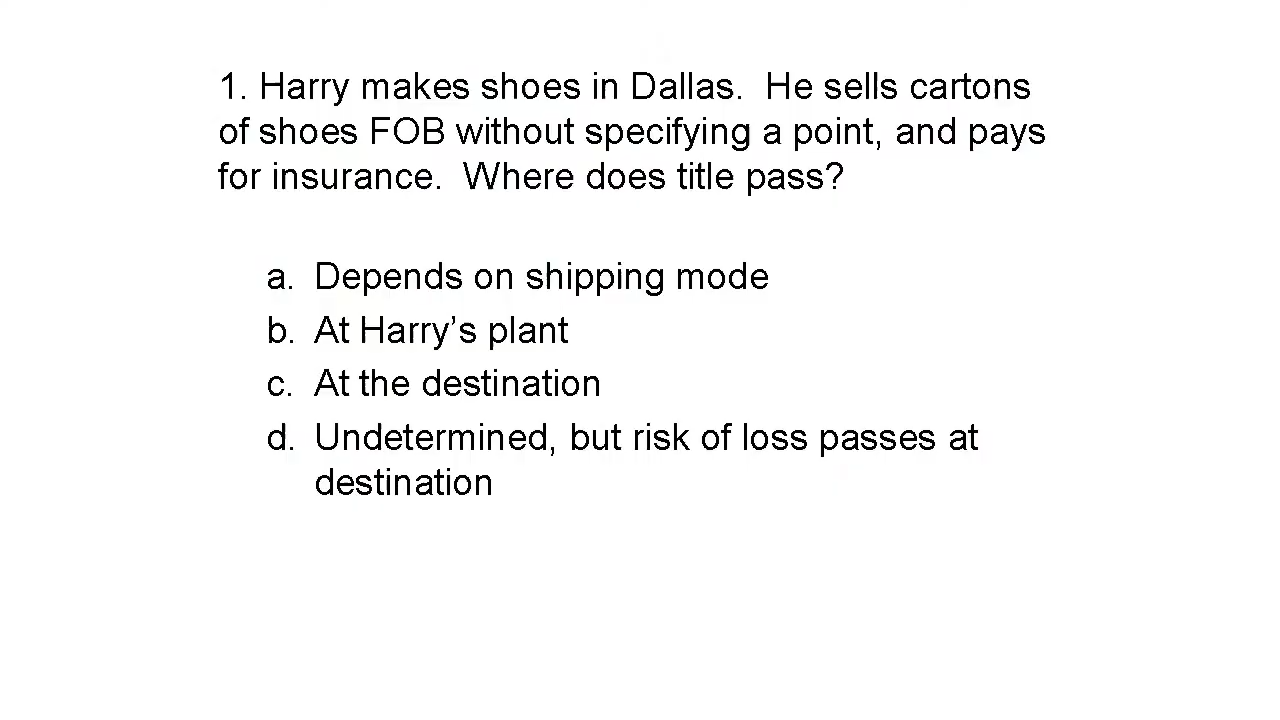 1. Harry makes shoes in Dallas.  He sells cartons
of shoes FOB without specifying a point, and pays
for insurance.  Where does title pass?
a. Depends on shipping mode
b. At Harry’s plant
c. At the destination
d. Undetermined, but risk of loss passes at
destination